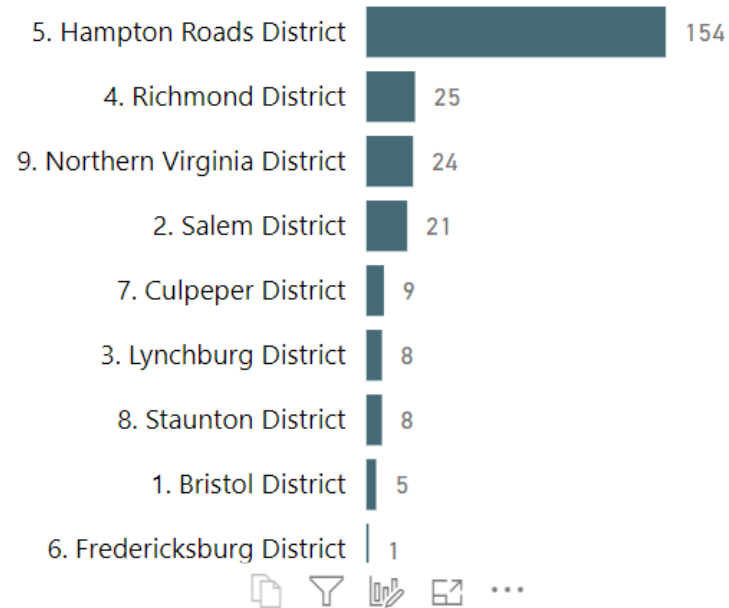 5. Hampton Roads District 154
4. Richmond District 25
9. Northern Virginia District 24
2. Salem District 21
7. Culpeper District 9
3. Lynchburg District 8
8. Staunton District 8
1. Bristol District 5
6. Fredericksburg District 1